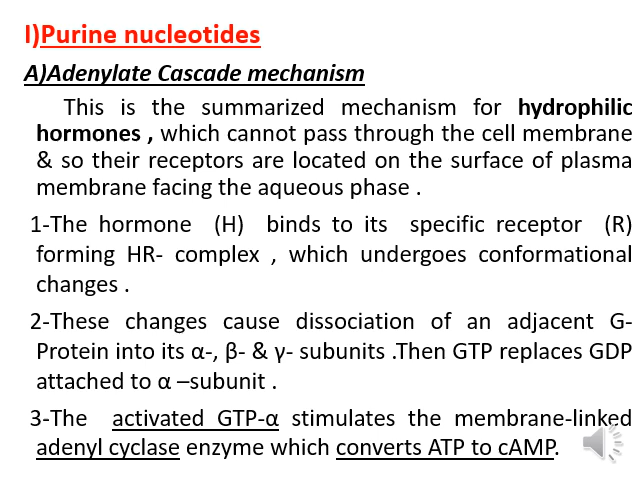 I)Purine nucleotides
A)Adenylate Cascade mechanism
This is the summarized mechanism for hydrophilic
hormones , which cannot pass through the cell membrane
& so their receptors are located on the surface of plasma
membrane facing the aqueous phase .
1-The hormone (H) binds to its specific receptor (R)
forming HR- complex , which undergoes conformational
changes .
2-These changes cause dissociation of an adjacent G-
Protein into its α-, β- & γ- subunits .Then GTP replaces GDP
attached to α –subunit .
3-The activated GTP-α stimulates the membrane-linked
adenyl cyclase enzyme which converts ATP to cAMP.